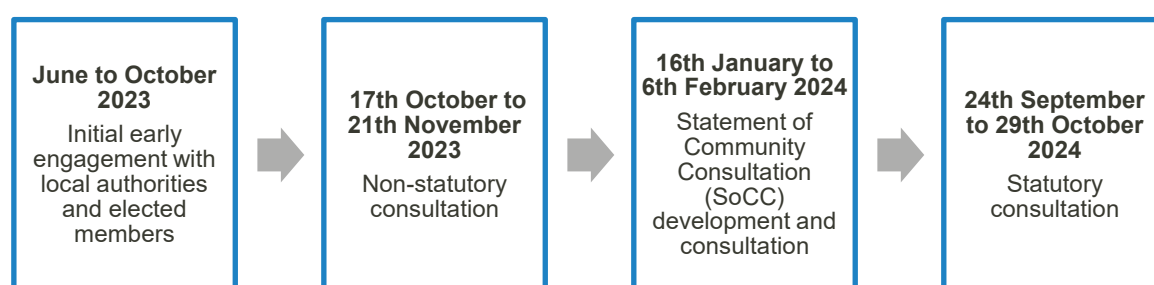 June to October
2023
Initial early
engagement with
local authorities
and elected
members
17th October to
21th November
2023
Non-statutory
consultation
16th January to
6th February 2024
Statement of
Community
Consultation
(SoCC)
development and
consultation
24th September
to 29th October
2024
Statutory
consultation